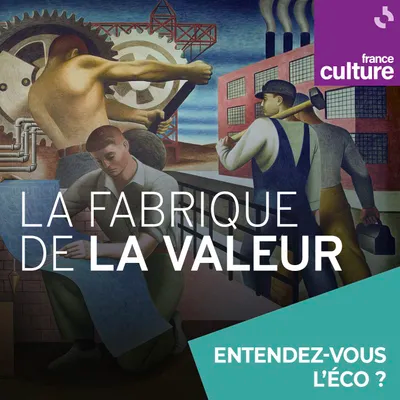 france
culture
LA FABRIQUE
DE LA VALEUR
ENTENDEZ-VOUS
L'ÉCO ?